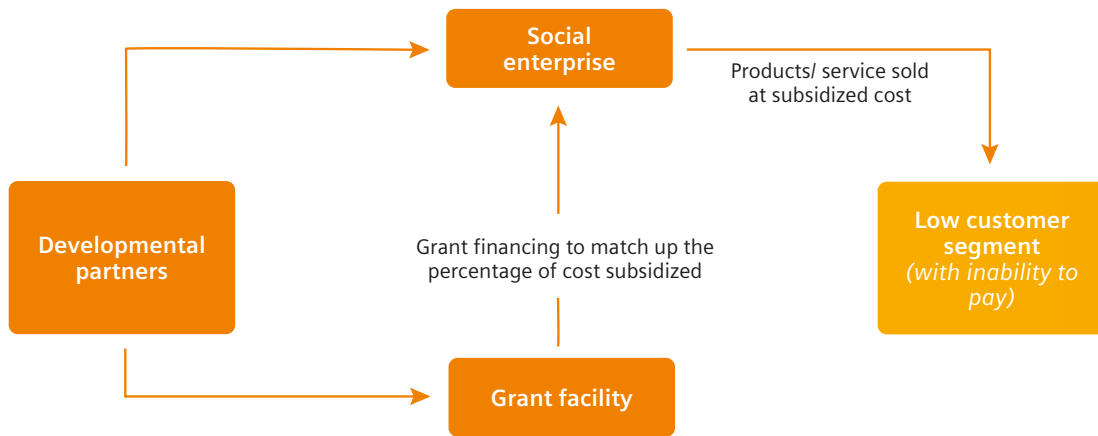 Social
enterprise
Products/ service sold
at subsidized cost
Developmental
partners
Grant financing to match up the
percentage of cost subsidized
Low customer
segment
(with inability to
pay)
Grant facility